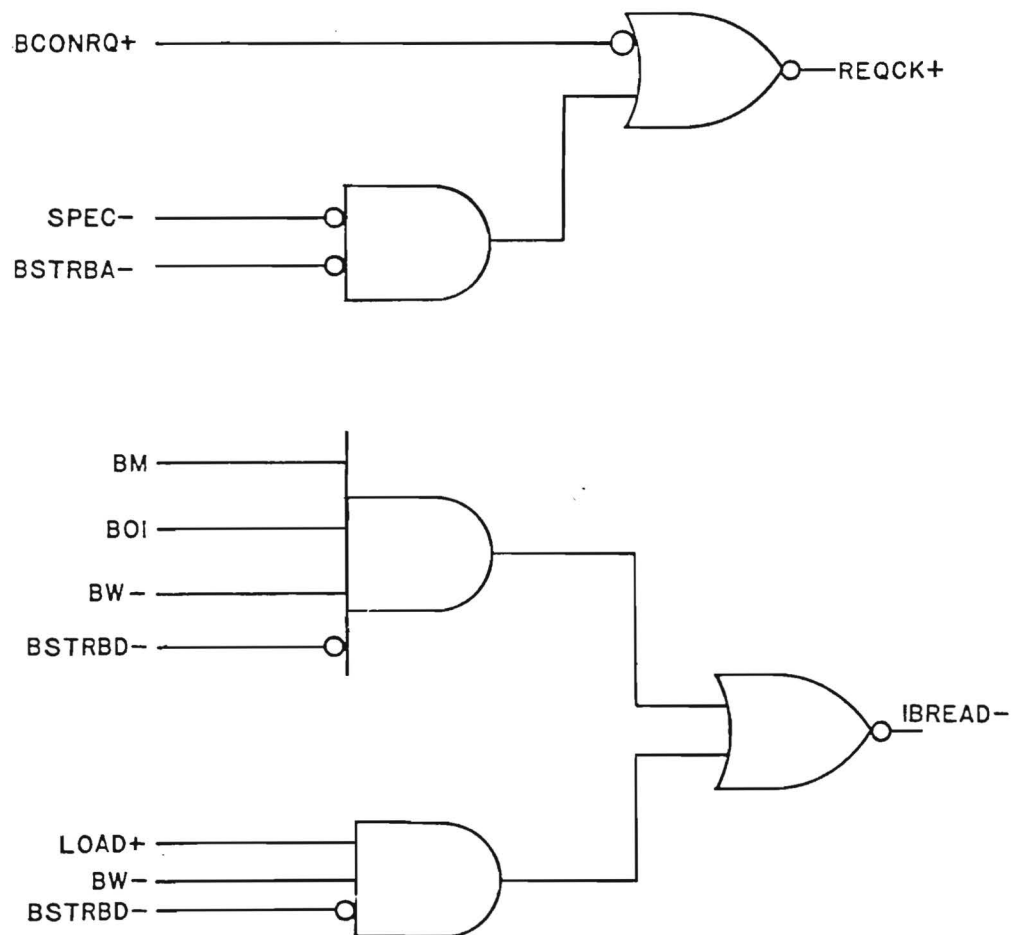 BCONRQ+
REQCK+
SPEC-
BSTRBA-
BM
BOI
BW-
BSTRBD-
IBREAD-
LOAD+
BW-
BSTRBD-